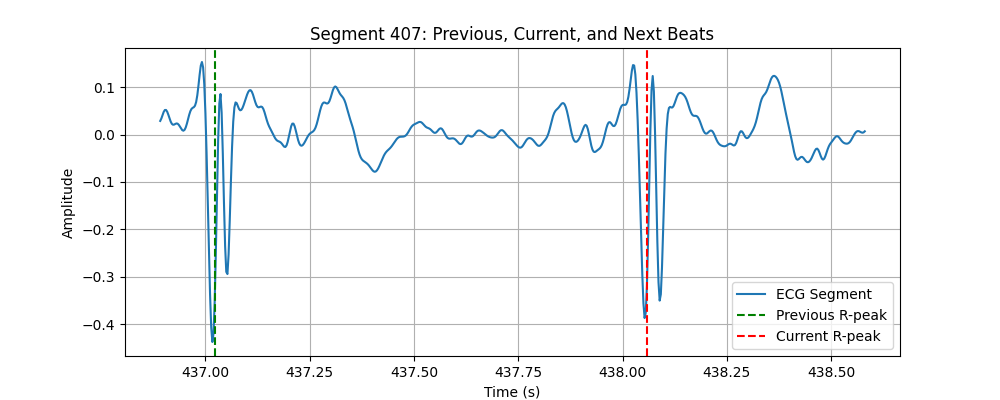 Segment 407: Previous, Current, and Next Beats
Amplitude
0.1
0.0
−0.1
−0.2
−0.3
−0.4
ECG Segment
Previous R-peak
Current R-peak
437.00 437.25 437.50 437.75 438.00 438.25 438.50
Time (s)